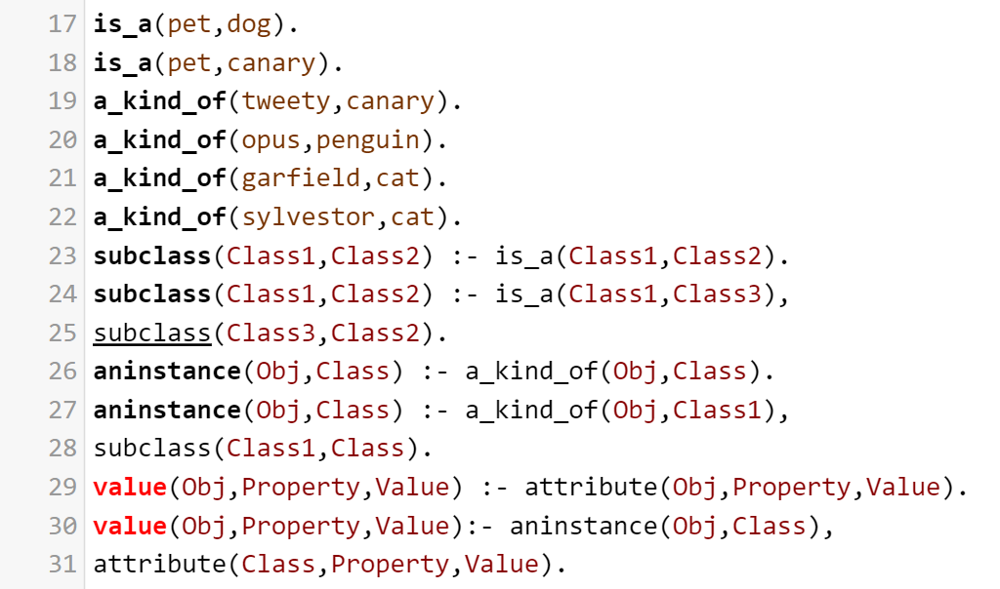 17 is_a(pet,dog).
18 is_a(pet,canary).
19 a_kind_of(tweety,canary).
20 a_kind_of(opus,penguin).
21 a_kind_of(garfield,cat).
22 a_kind_of(sylvestor,cat).
23 subclass(Class1,Class2) :- is_a(Class1,Class2).
24 subclass(Class1,Class2) :- is_a(Class1,Class3),
25 subclass(Class3,Class2).
26 aninstance(Obj,Class) :- a_kind_of(Obj,Class).
27 aninstance(Obj,Class) :- a_kind_of(Obj,Class1),
28 subclass(Class1,Class).
29 value(Obj,Property,Value) :- attribute(Obj,Property,Value).
30 value(Obj,Property,Value):- aninstance(Obj,Class),
31 attribute(Class,Property,Value).